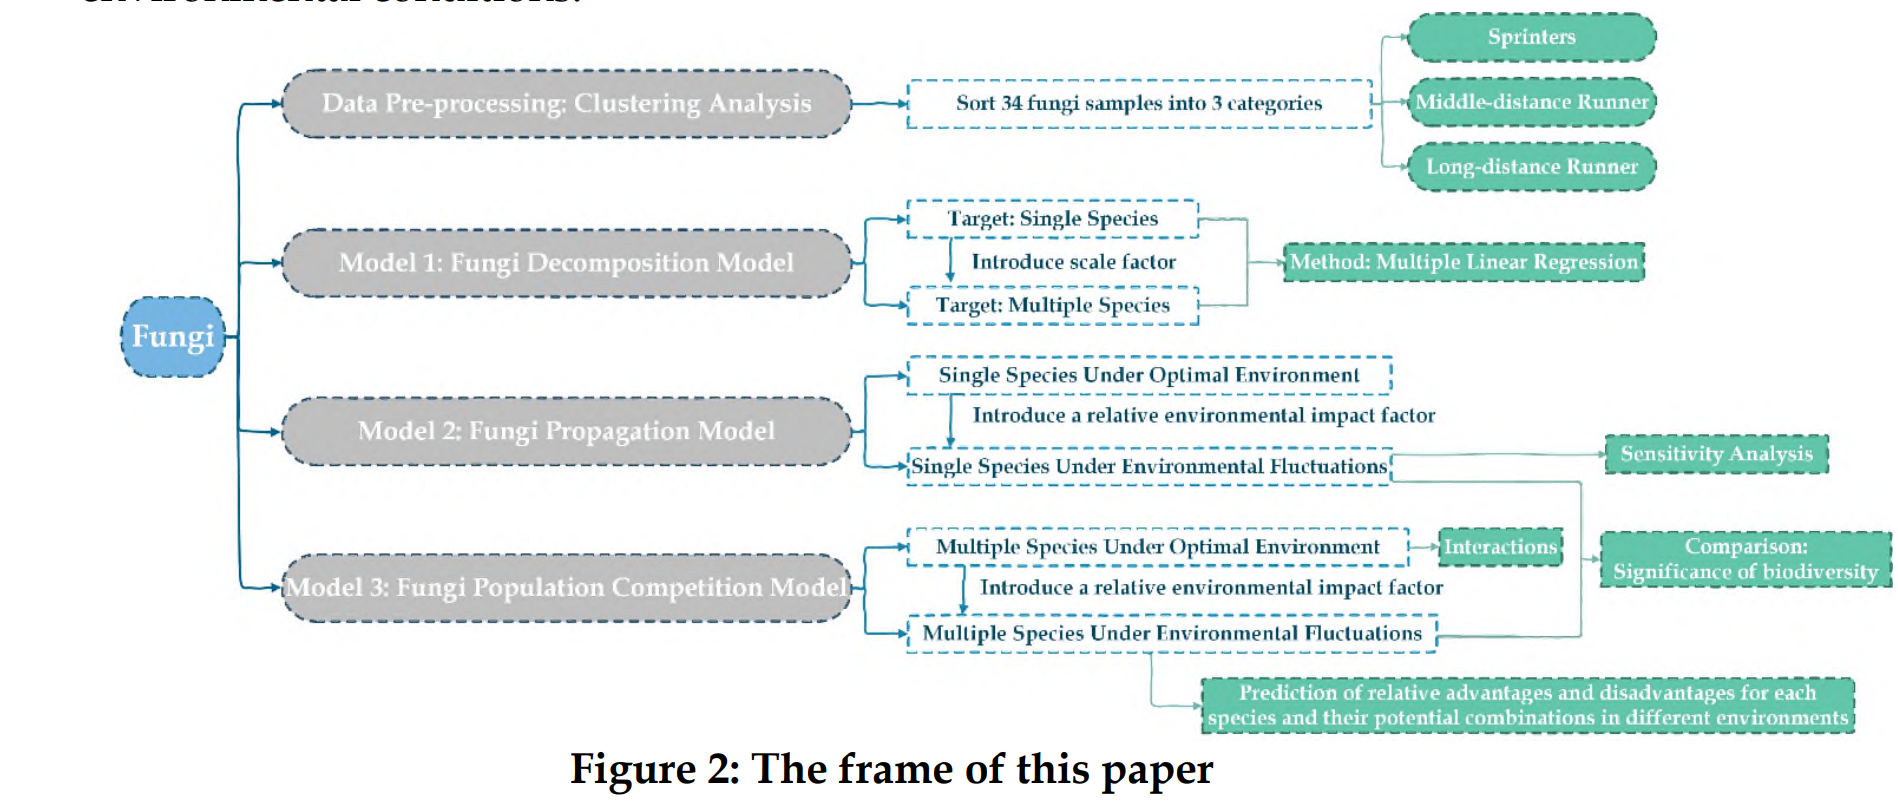 environmental conditions.
Fungi
Data Pre-processing: Clustering Analysis
Sort 34 fungi samples into 3 categories
Sprinters
Middle-distance Runner
Long-distance Runner
Model 1: Fungi Decomposition Model
Target: Single Species
Introduce scale factor
Target: Multiple Species
Method: Multiple Linear Regression
Model 2: Fungi Propagation Model
Single Species Under Optimal Environment
Introduce a relative environmental impact factor
Single Species Under Environmental Fluctuations
Sensitivity Analysis
Model 3: Fungi Population Competition Model
Multiple Species Under Optimal Environment
Interactions
Introduce a relative environmental impact factor
Multiple Species Under Environmental Fluctuations
Comparison:
Significance of biodiversity
Prediction of relative advantages and disadvantages for each
species and their potential combinations in different environments
Figure 2: The frame of this paper